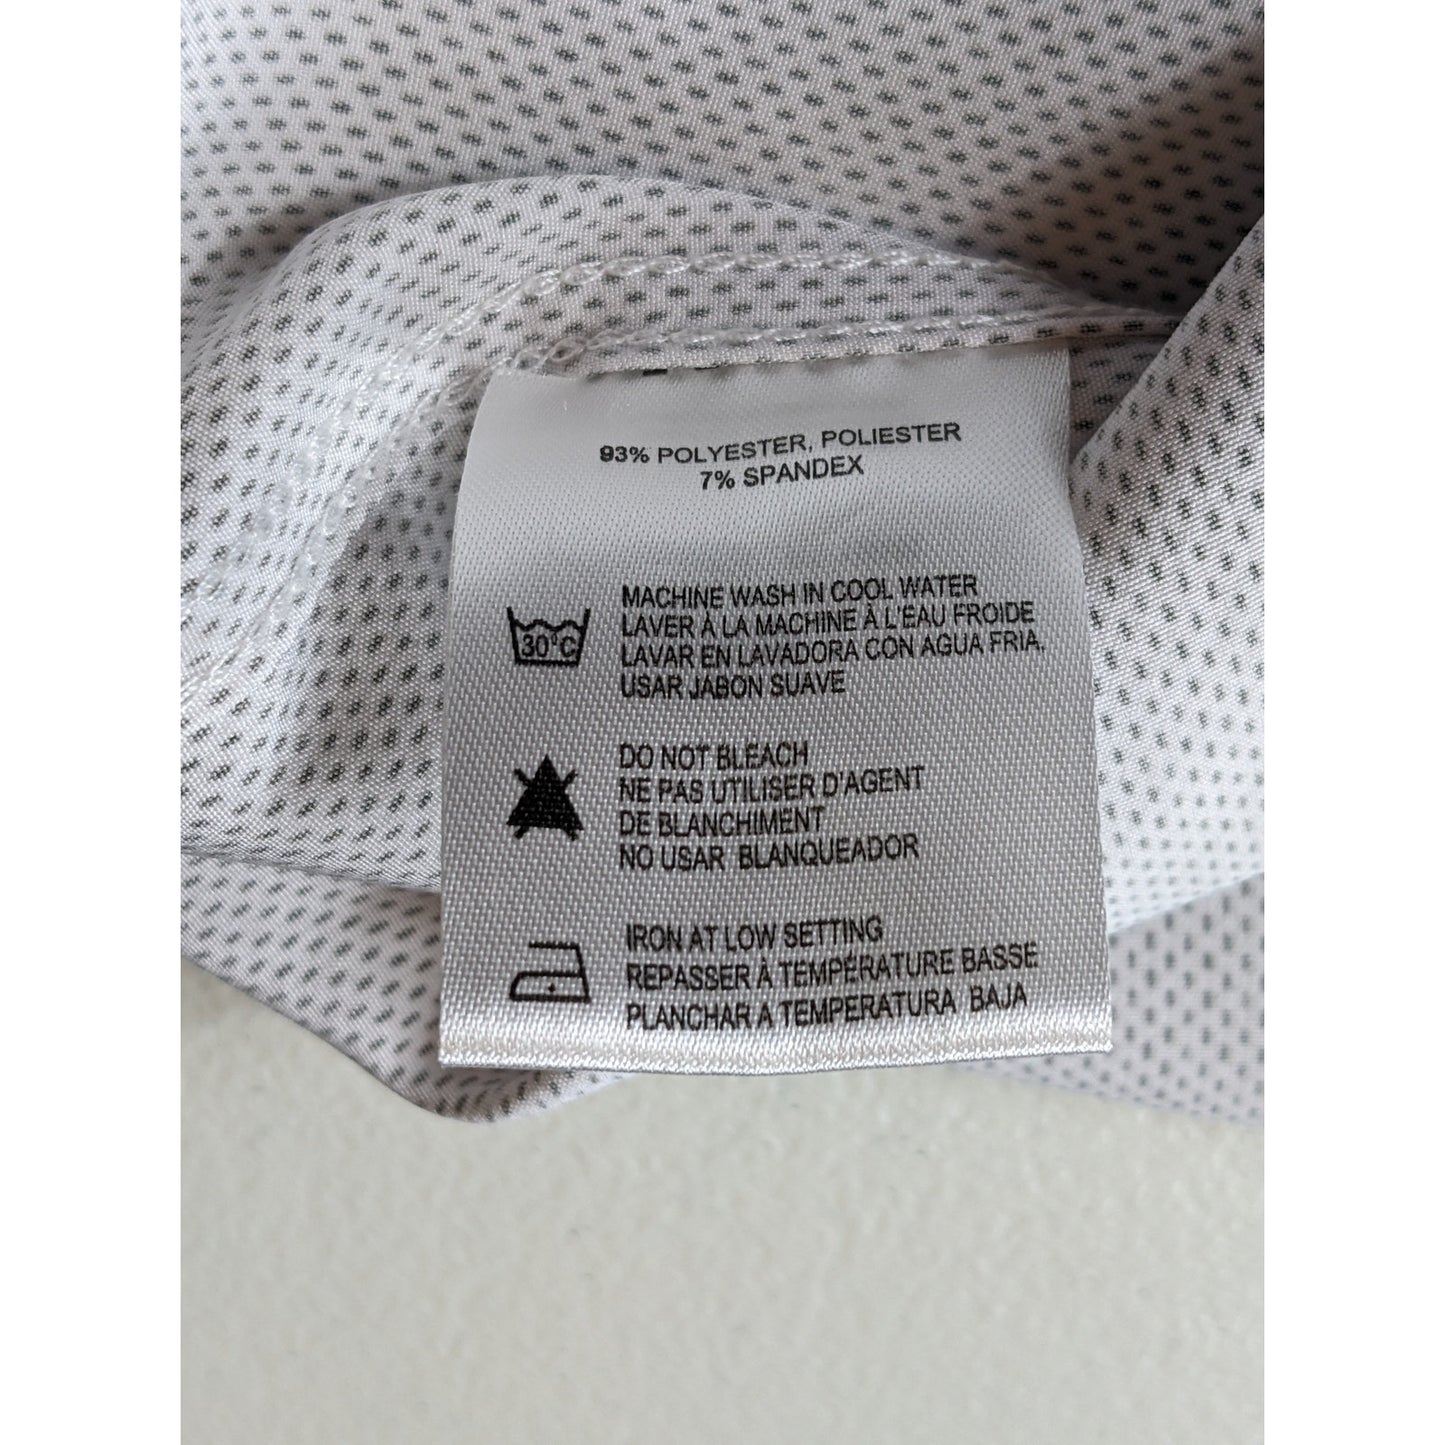 93% POLYESTER, POLIESTER
7% SPANDEX
30°C
MACHINE WASH IN COOL WATER
LAVER À LA MACHINE À L'EAU FROIDE
LAVAR EN LAVADORA CON AGUA FRIA.
USAR JABON SUAVE
DO NOT BLEACH
NE PAS UTILISER D'AGENT
DE BLANCHIMENT
NO USAR BLANQUEADOR
IRON AT LOW SETTING
REPASSER À TEMPÉRATURE BASSE
PLANCHAR A TEMPERATURA BAJA